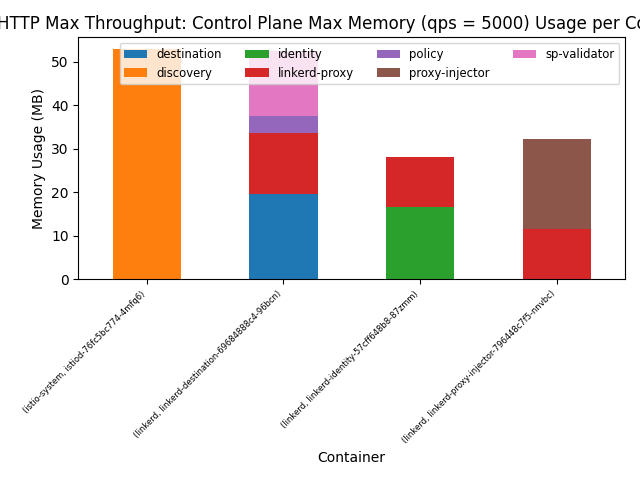 HTTP Max Throughput: Control Plane Max Memory (qps = 5000) Usage per Co
destination
identity
policy
sp-validator
discovery
linkerd-proxy
proxy-injector
Memory Usage (MB)
50
40
30
20
10
0
(istio-system, istiod-76fc5bc774-4mfq6)
(linkerd, linkerd-destination-69684888c4-96bcn)
(linkerd, linkerd-identity-57cff648b8-87zmm)
(linkerd, linkerd-proxy-injector-796448c7f5-nnvbc)
Container